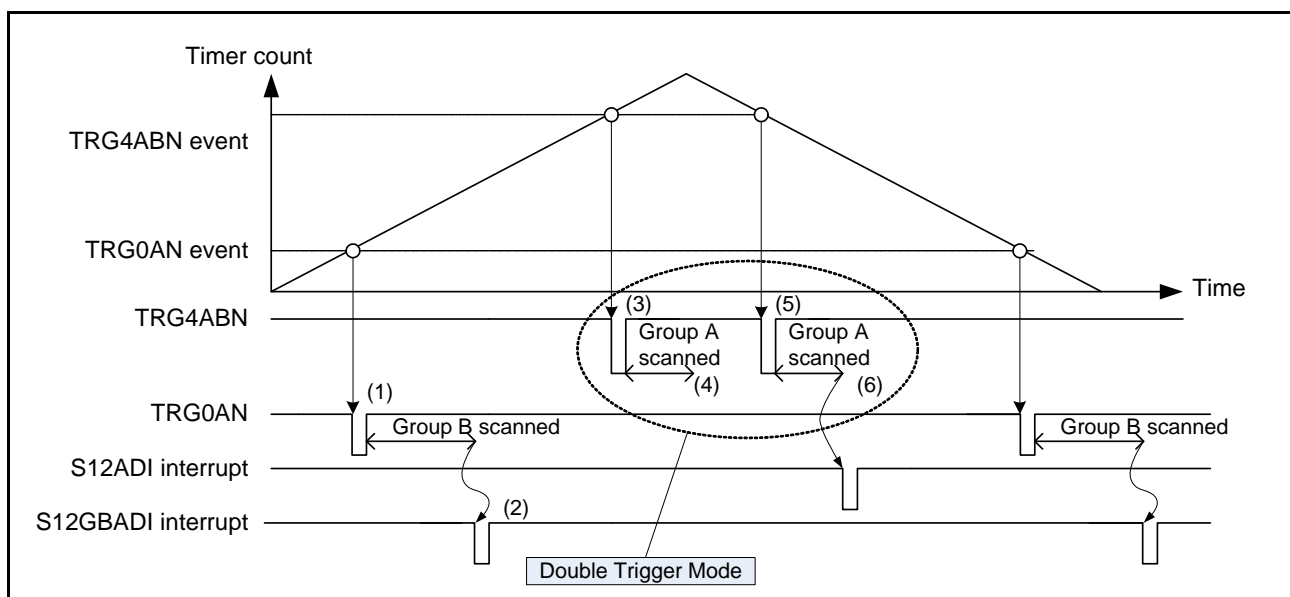 Timer count
TRG4ABN event
TRG0AN event
Time
TRG4ABN
(3)
(5)
Group A
scanned
Group A
scanned
(4)
(6)
TRG0AN
(1)
Group B scanned
Group B scanned
S12ADI interrupt
S12GBADI interrupt
(2)
Double Trigger Mode